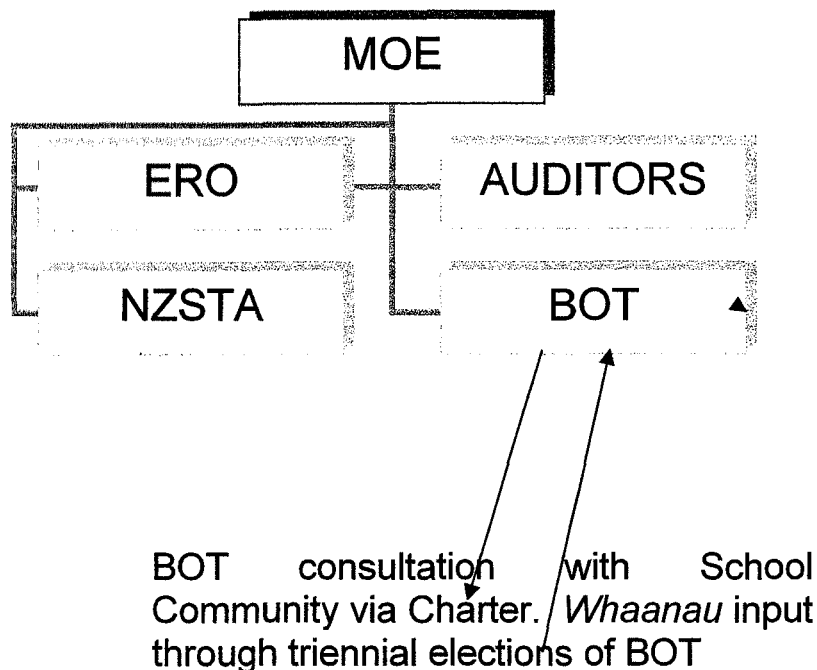 MOE
ERO
AUDITORS
NZSTA
BOT
BOT consultation with School
Community via Charter. Whaanau input
through triennial elections of BOT